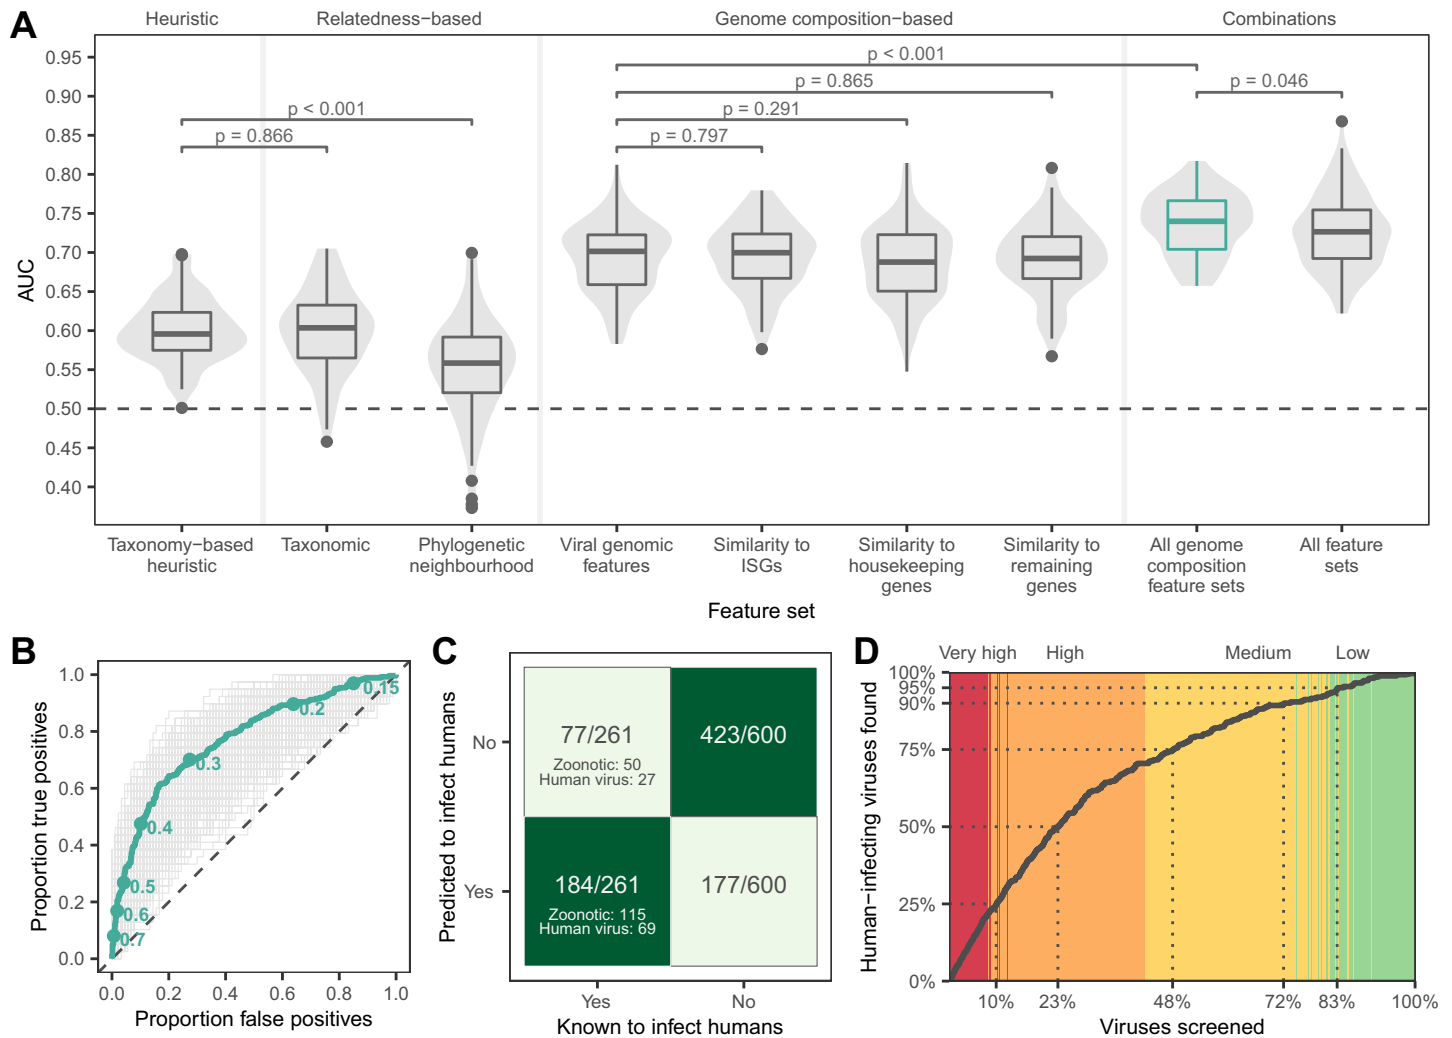 A
Heuristic
Relatedness−based
Genome composition−based
Combinations
AUC
0.95
0.90
0.85
0.80
0.75
0.70
0.65
0.60
0.55
0.50
0.45
0.40
p < 0.001
p = 0.866
p < 0.001
p = 0.865
p = 0.291
p = 0.797
p = 0.046
Taxonomy−based
heuristic
Taxonomic
Phylogenetic
neighbourhood
Viral genomic
features
Similarity to
ISGs
Similarity to
housekeeping
genes
Similarity to
remaining
genes
All genome
composition
feature sets
All feature
sets
Feature set
B
Proportion true positives
1.0
0.8
0.6
0.4
0.2
0.0
0.15
0.2
0.3
0.4
0.5
0.6
0.7
0.0
0.2
0.4
0.6
0.8
1.0
Proportion false positives
C
Predicted to infect humans
No
Yes
77/261
Zoonotic: 50
Human virus: 27
423/600
184/261
Zoonotic: 115
Human virus: 69
177/600
Yes
No
Known to infect humans
D
Very high
High
Medium
Low
Human−infecting viruses found
100%
95%
90%
75%
50%
25%
0%
10%
23%
48%
72%
83%
100%
Viruses screened